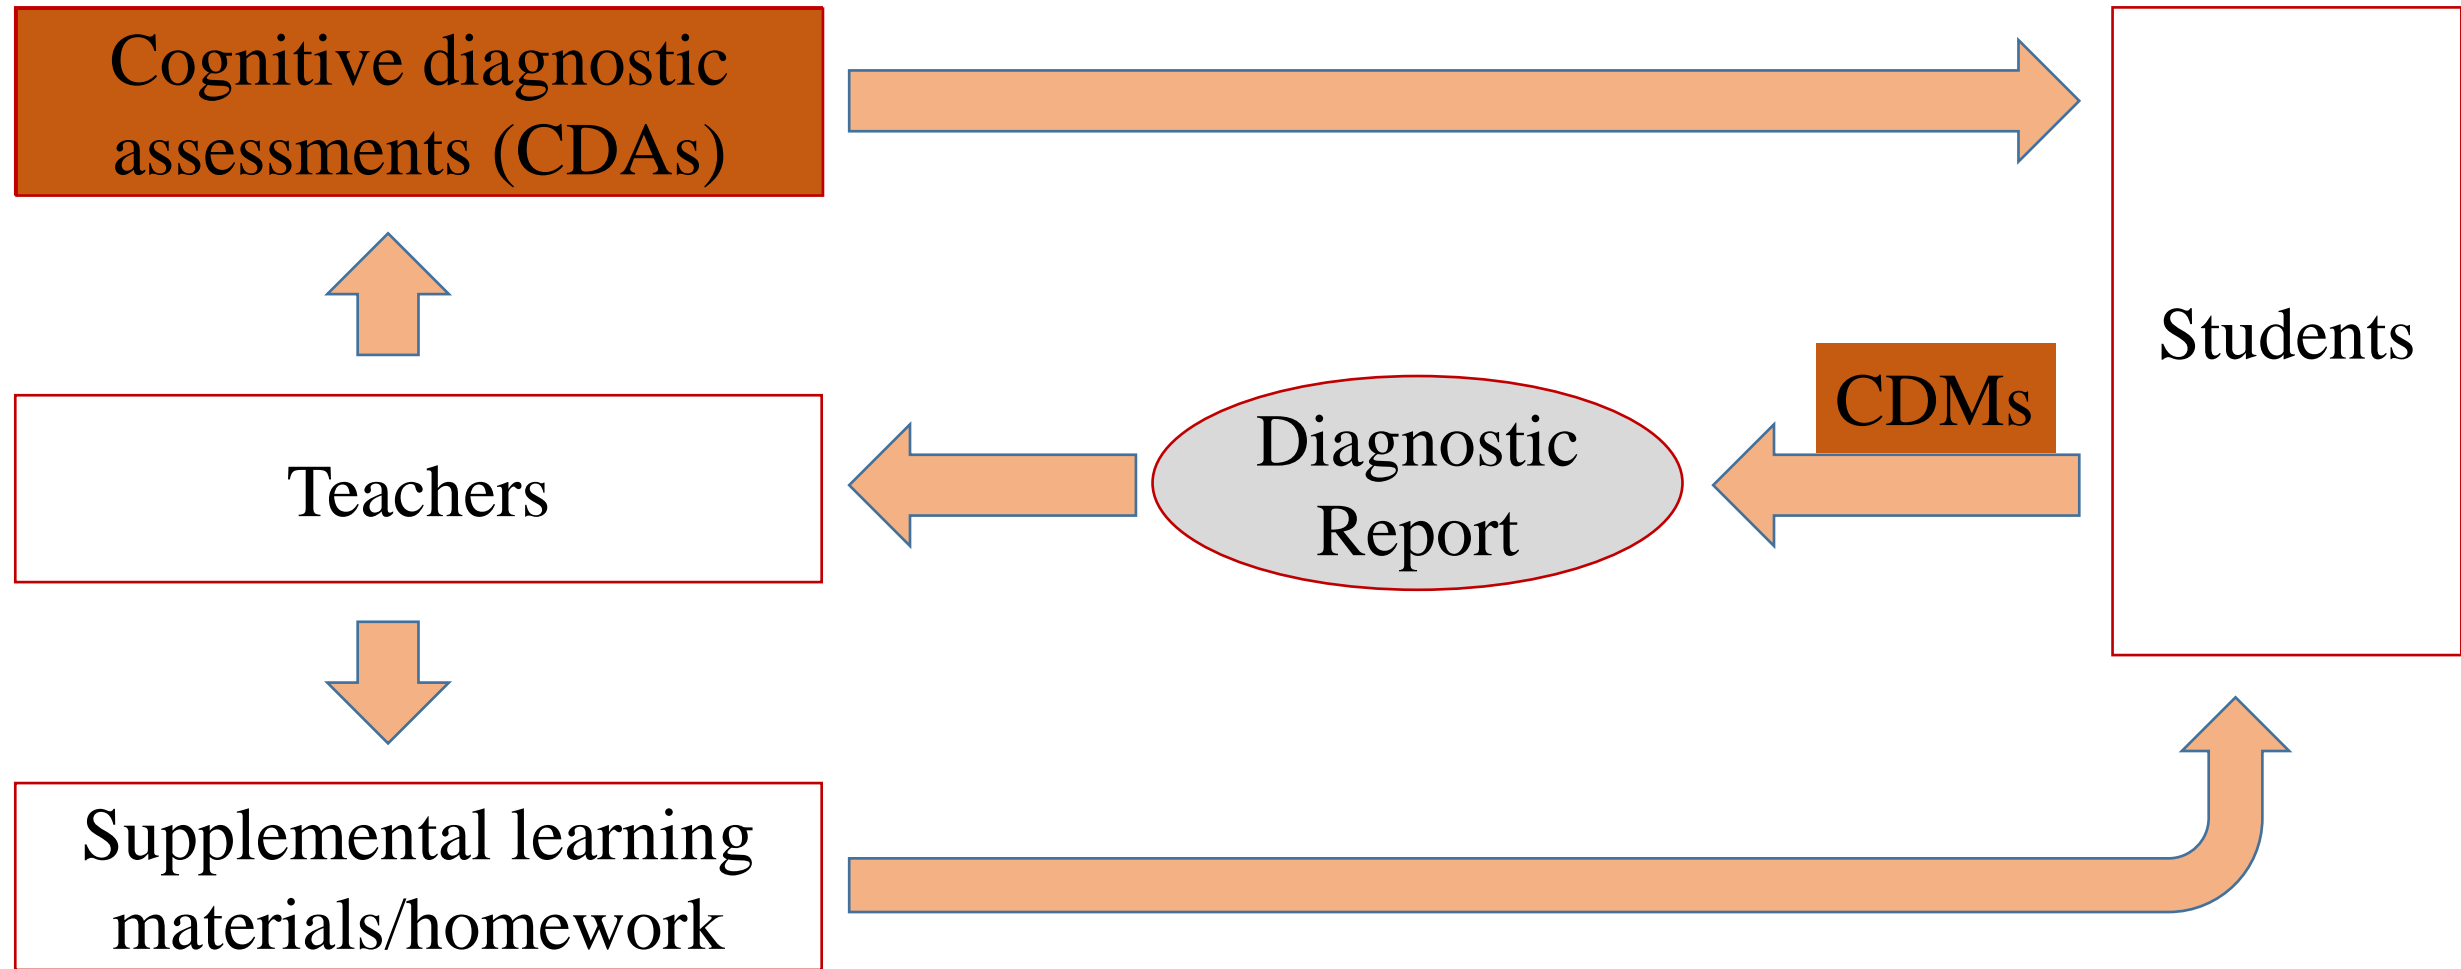 Cognitive diagnostic
assessments (CDAs)
Students
CDMs
Diagnostic
Report
Teachers
Supplemental learning
materials/homework